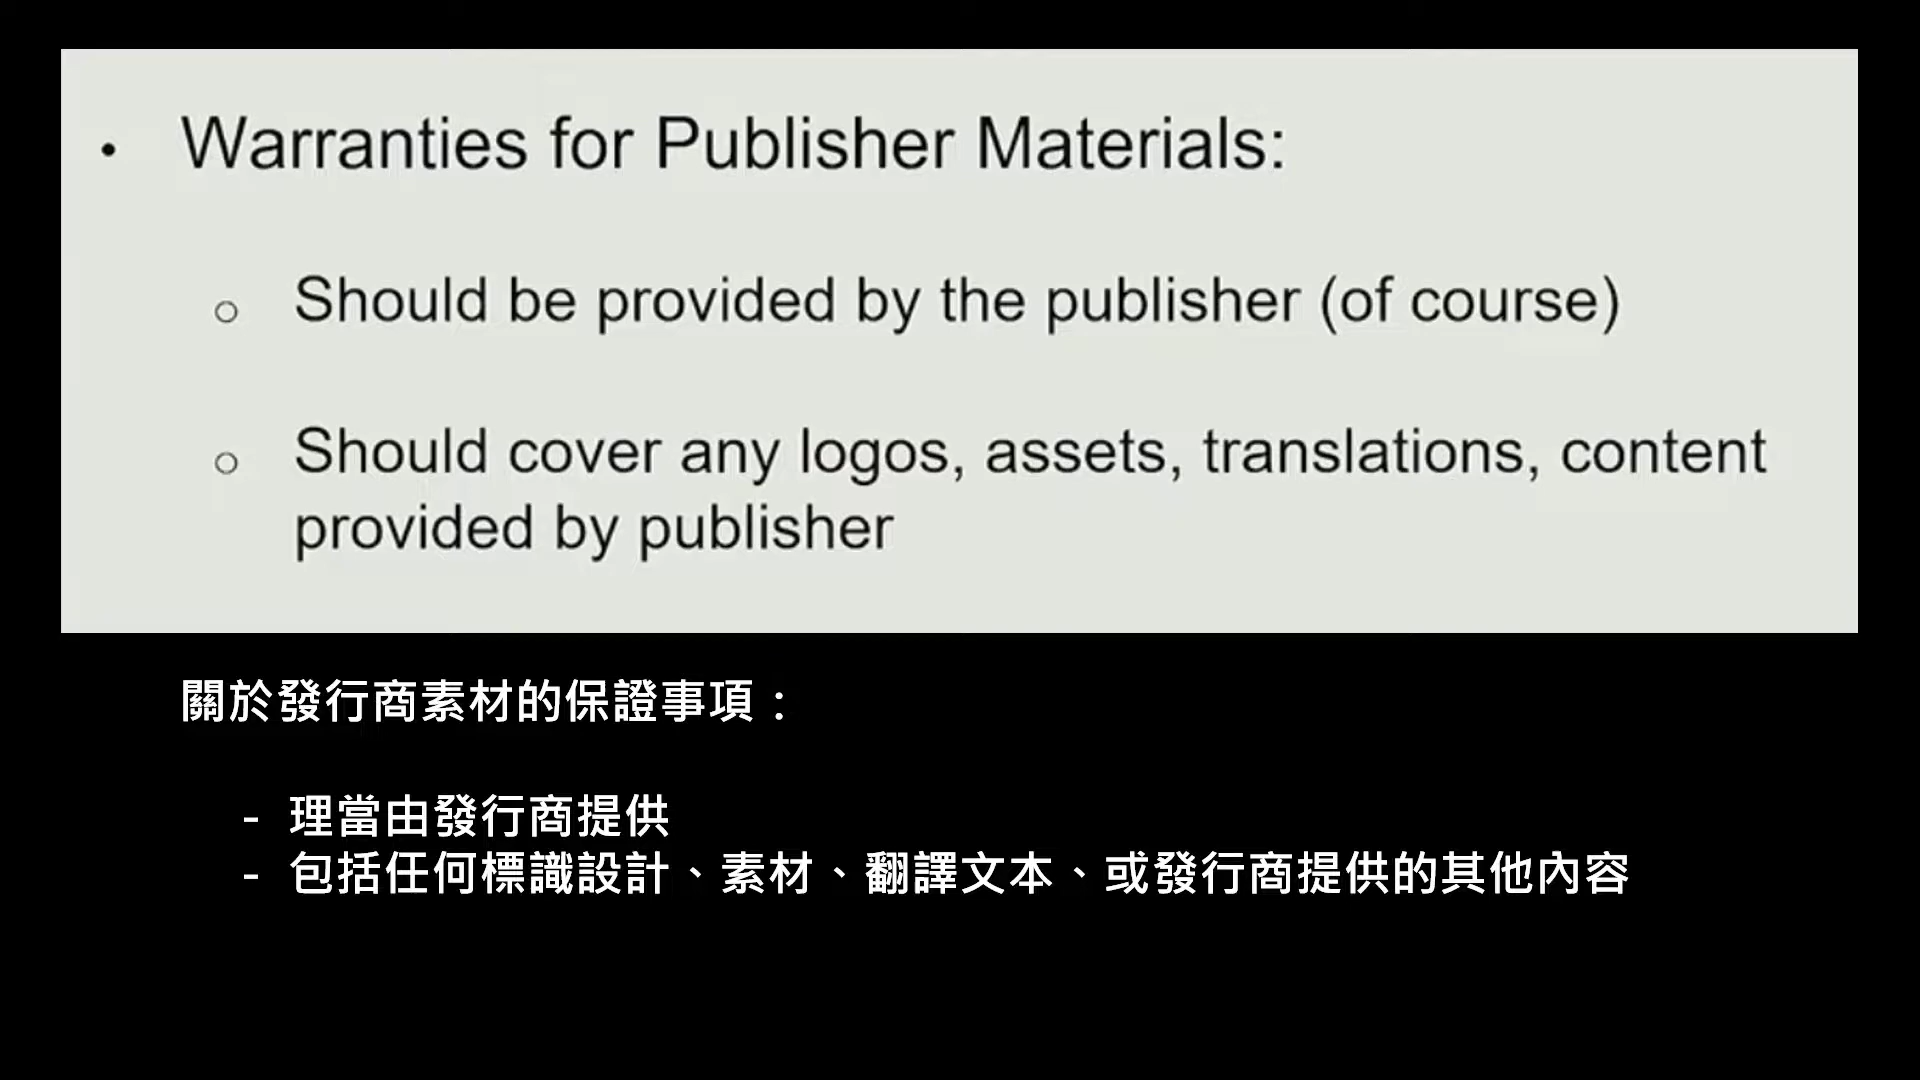 • Warranties for Publisher Materials:
○ Should be provided by the publisher (of course)
○ Should cover any logos, assets, translations, content
provided by publisher
關於發行商素材的保證事項：
- 理當由發行商提供
- 包括任何標識設計、素材、翻譯文本、或發行商提供的其他內容